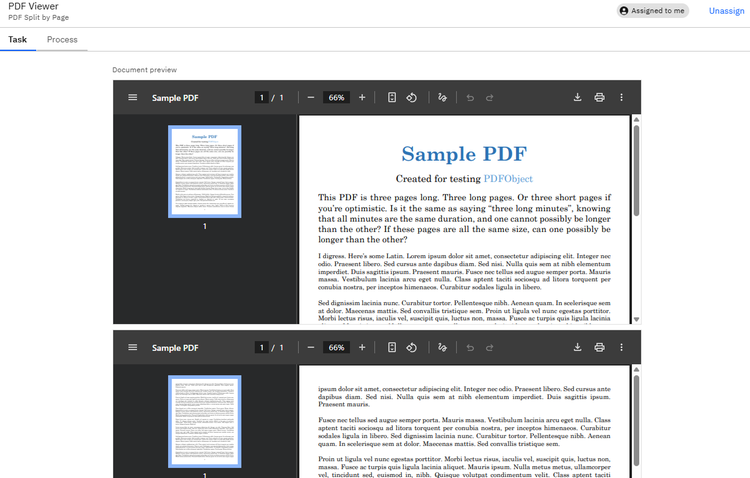 PDF Viewer
PDF Split by Page
Assigned to me
Unassign
Task
Process
Document preview
Sample PDF
1 / 1
66%
1
Sample PDF
Created for testing PDFObject
This PDF is three pages long. Three long pages. Or three short pages if
you're optimistic. Is it the same as saying "three long minutes", knowing
that all minutes are the same duration, and one cannot possibly be longer
than the other? If these pages are all the same size, can one possibly be
longer than the other?
I digress. Here's some Latin. Lorem ipsum dolor sit amet, consectetur adipiscing elit. Integer nec
odio. Praesent libero. Sed cursus ante dapibus diam. Sed nisi. Nulla quis sem at nibh elementum
imperdiet. Duis sagittis ipsum. Praesent mauris. Fusce nec tellus sed augue semper porta. Mauris
massa. Vestibulum lacinia arcu eget nulla. Class aptent taciti sociosqu ad litora torquent per
conubia nostra, per inceptos himenaeos. Curabitur sodales ligula in libero.
Sed dignissim lacinia nunc. Curabitur tortor. Pellentesque nibh. Aenean quam. In scelerisque sem
at dolor. Maecenas mattis. Sed convallis tristique sem. Proin ut ligula vel nunc egestas porttitor.
Morbi lectus risus, iaculis vel, suscipit quis, luctus non, massa. Fusce ac turpis quis ligula lacinia
Sample PDF
1 / 1
66%
1
ipsum dolor sit amet, consectetur adipiscing elit. Integer nec odio. Praesent libero. Sed cursus ante
dapibus diam. Sed nisi. Nulla quis sem at nibh elementum imperdiet. Duis sagittis ipsum.
Praesent mauris.
Fusce nec tellus sed augue semper porta. Mauris massa. Vestibulum lacinia arcu eget nulla. Class
aptent taciti sociosqu ad litora torquent per conubia nostra, per inceptos himenaeos. Curabitur
sodales ligula in libero. Sed dignissim lacinia nunc. Curabitur tortor. Pellentesque nibh. Aenean
quam. In scelerisque sem at dolor. Maecenas mattis. Sed convallis tristique sem.
Proin ut ligula vel nunc egestas porttitor. Morbi lectus risus, iaculis vel, suscipit quis, luctus non,
massa. Fusce ac turpis quis ligula lacinia aliquet. Mauris ipsum. Nulla metus metus, ullamcorper
vel, tincidunt sed, euismod in, nibh. Quisque volutpat condimentum velit. Class aptent taciti